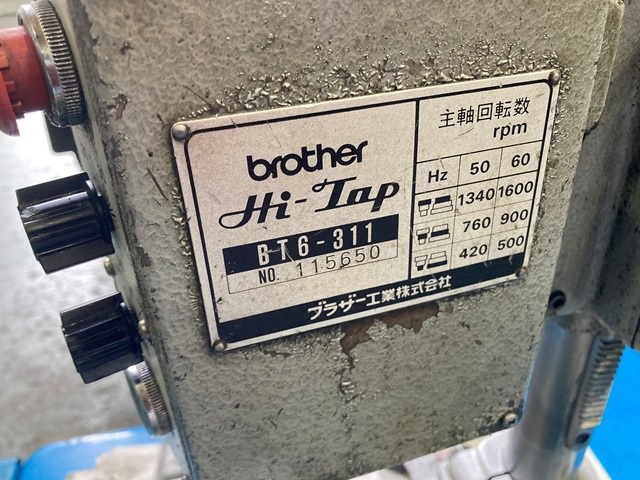 brother
Hi-Tap
BT6-311
NO. 115650
主軸回転数
rpm
Hz 50 60
1340 1600
760 900
420 500
ブラザー工業株式会社